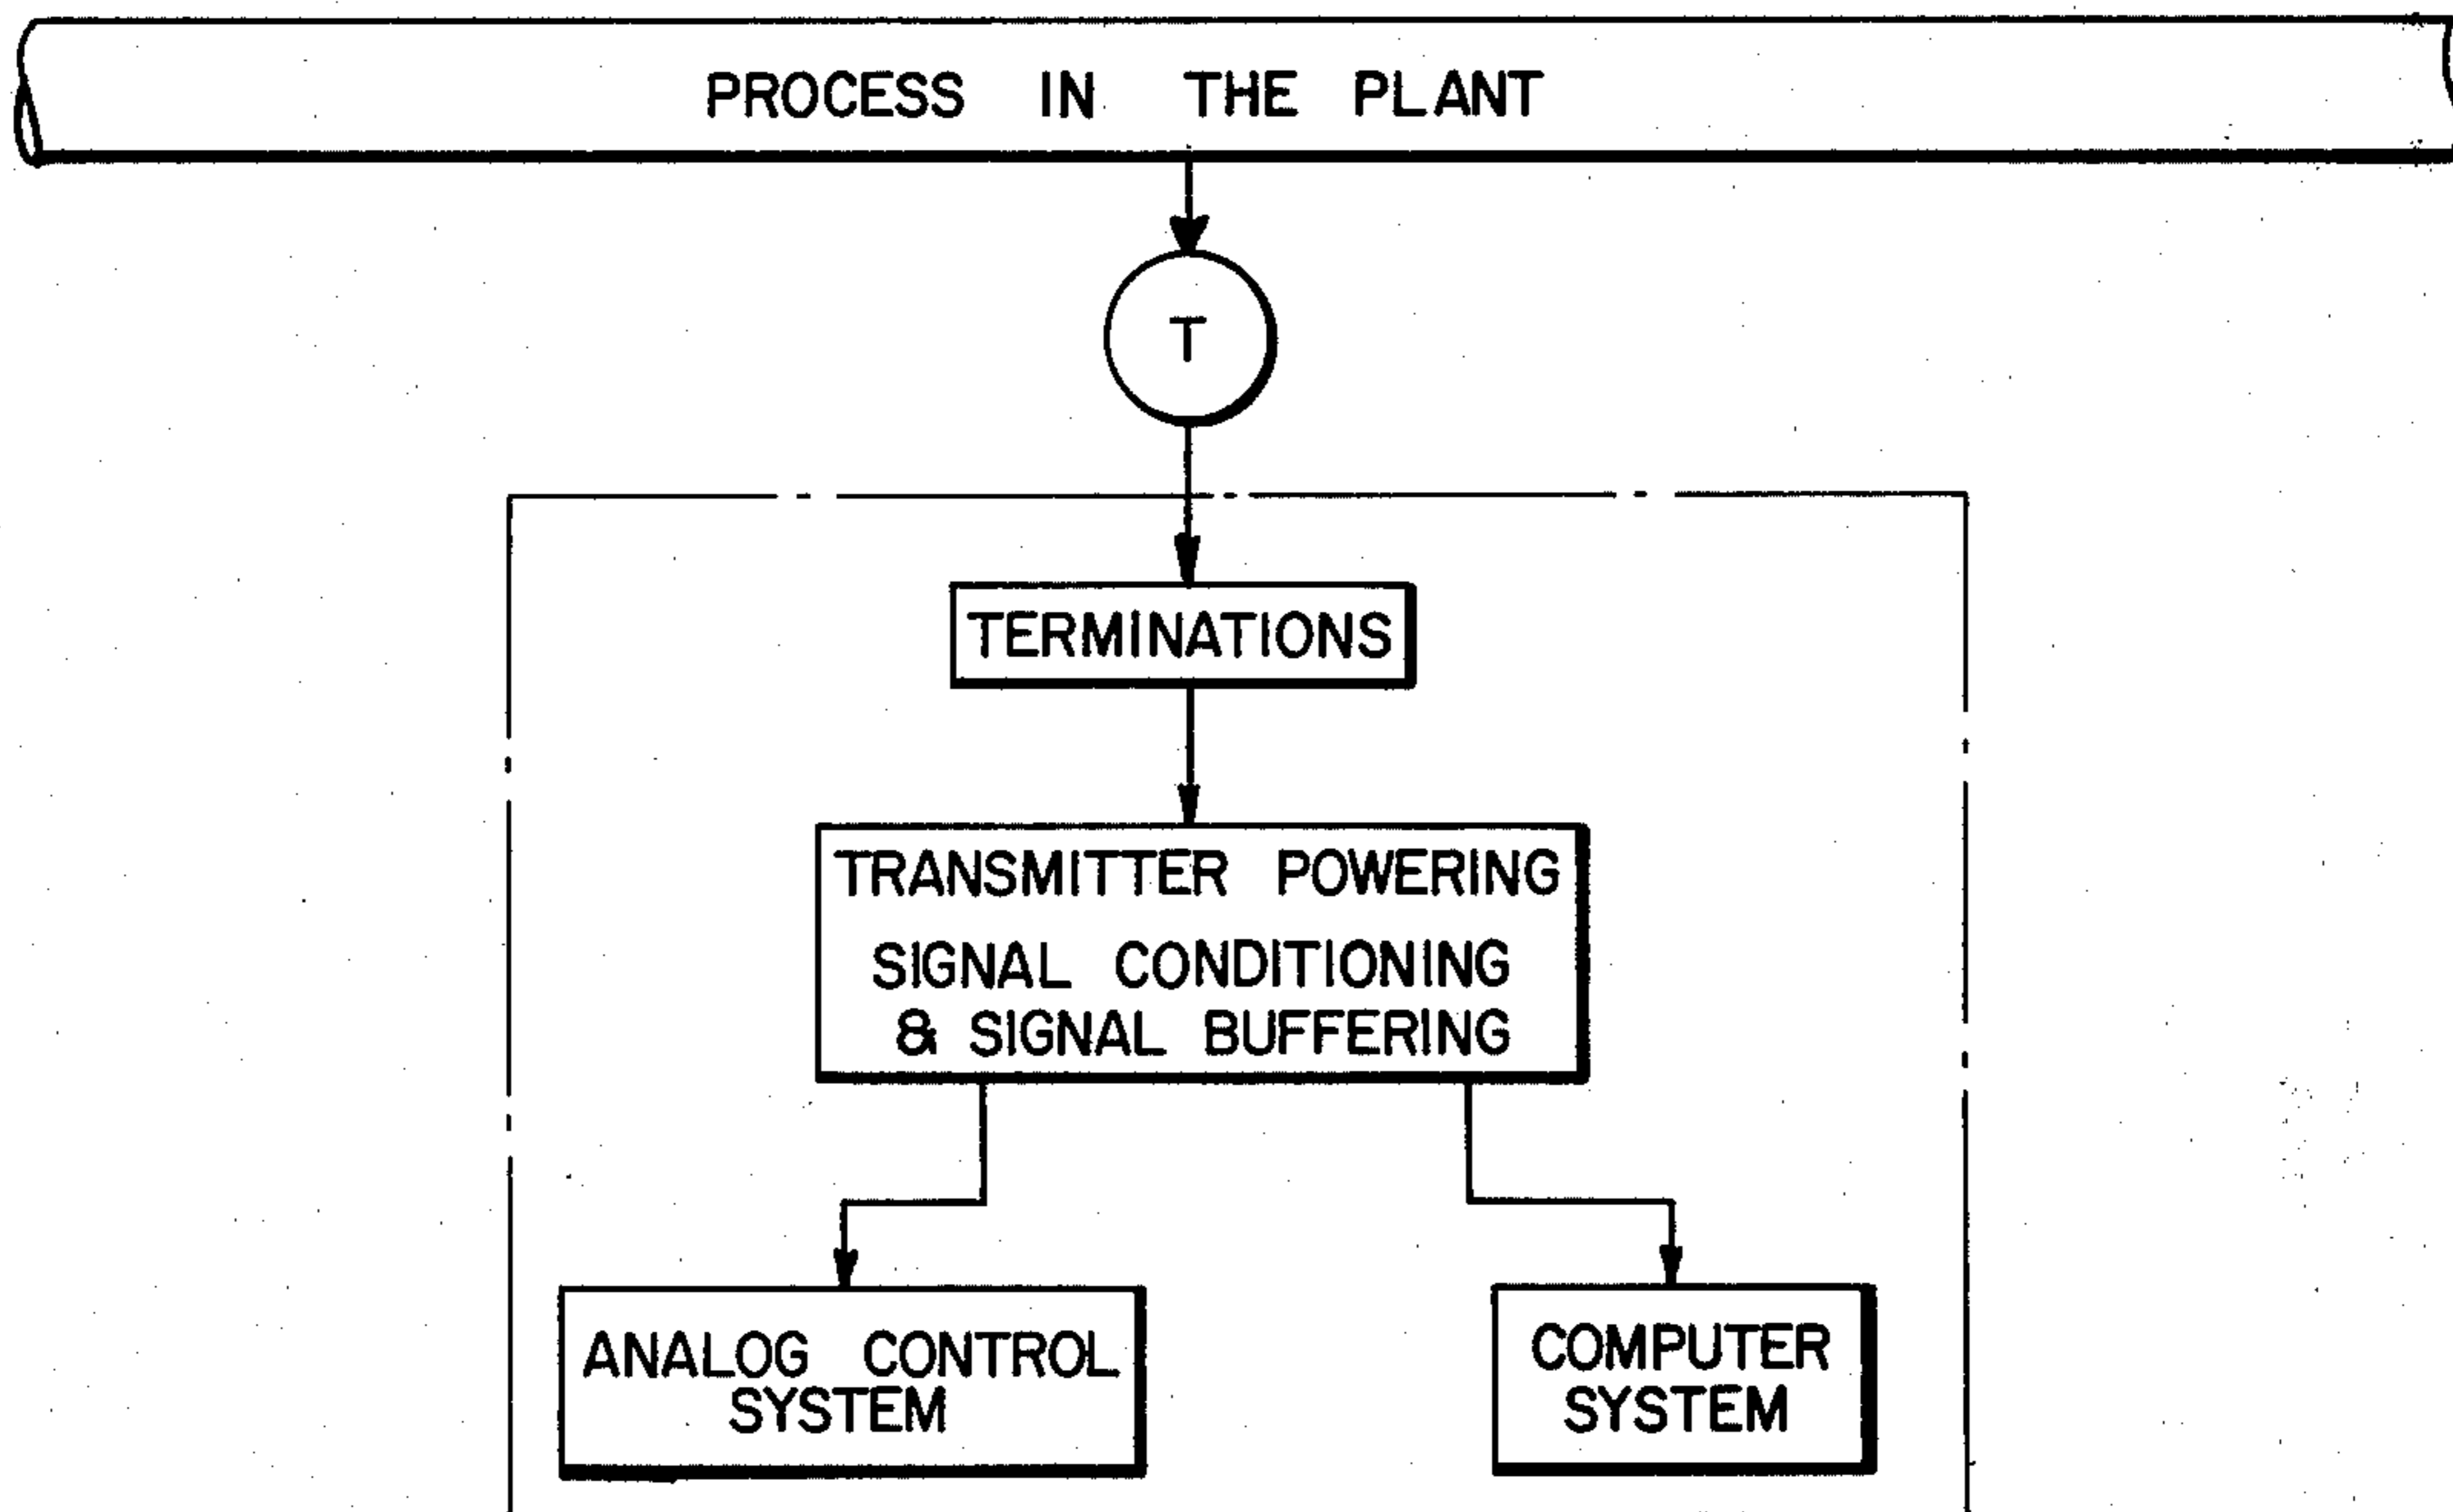 PROCESS IN THE PLANT
T
TERMINATIONS
TRANSMITTER POWERING
SIGNAL CONDITIONING
& SIGNAL BUFFERING
ANALOG CONTROL
SYSTEM
COMPUTER
SYSTEM